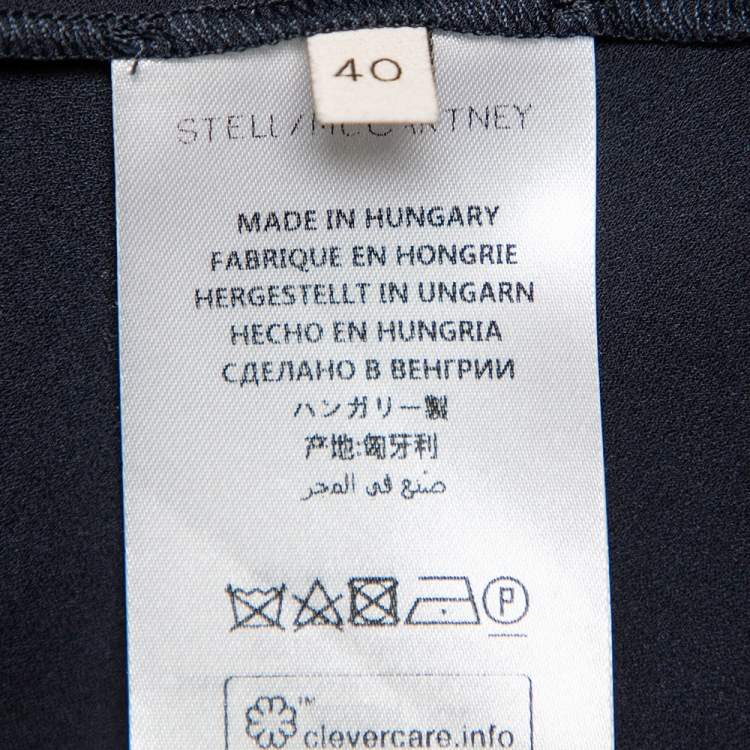 40
STELLA McCARTNEY
MADE IN HUNGARY
FABRIQUE EN HONGRIE
HERGESTELLT IN UNGARN
HECHO EN HUNGRIA
СДЕЛАНО В ВЕНГРИИ
ハンガリー製
产地:匈牙利
صنع في المجر
P
™
clevercare.info